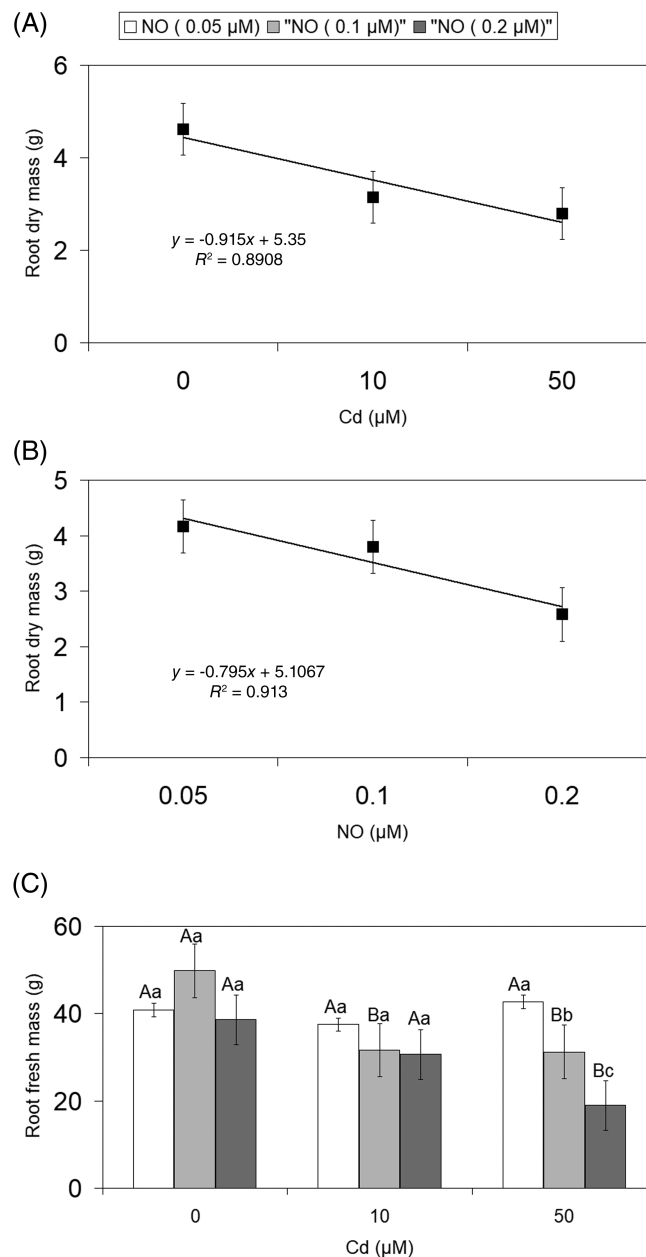 (A)
NO ( 0.05 µM) "NO ( 0.1 µM)" "NO ( 0.2 µM)"
6
4
2
0
Root dry mass (g)
y = -0.915x + 5.35
R² = 0.8908
0 10 50
Cd (µM)
(B)
5
4
3
2
1
0
Root dry mass (g)
y = -0.795x + 5.1067
R² = 0.913
0.05 0.1 0.2
NO (µM)
(C)
60
40
20
0
Root fresh mass (g)
Aa Aa Aa Aa Ba Aa Aa Bb Bc
0 10 50
Cd (µM)